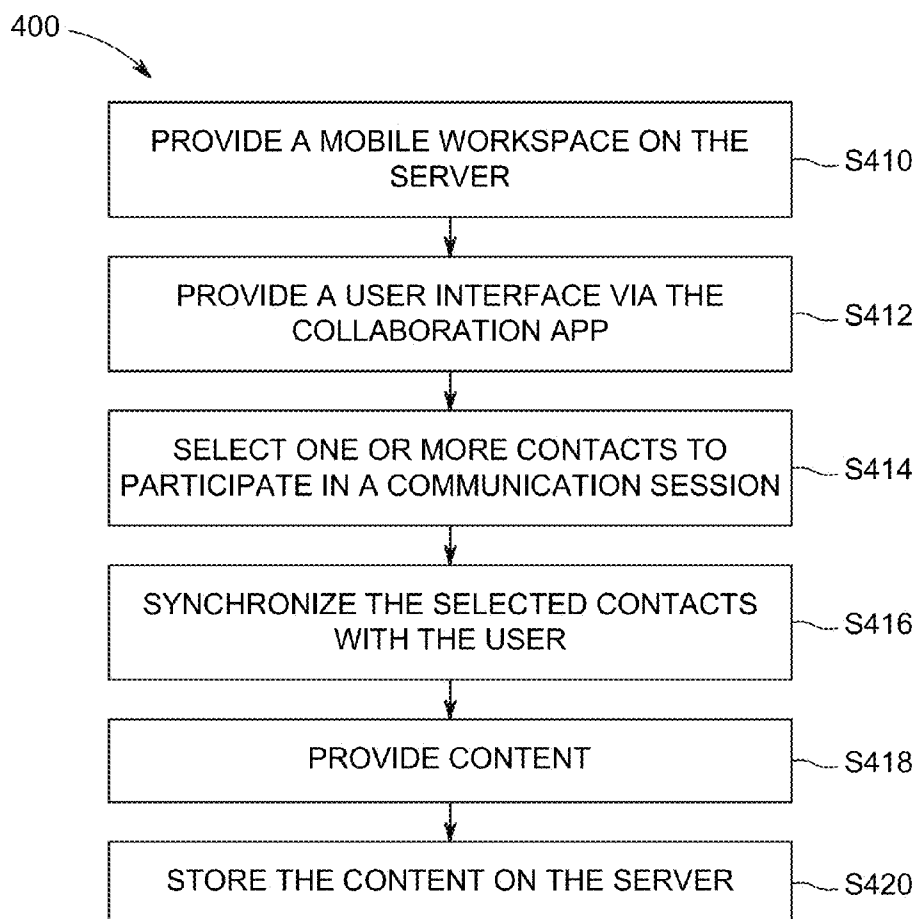 400
PROVIDE A MOBILE WORKSPACE ON THE
SERVER
S410
PROVIDE A USER INTERFACE VIA THE
COLLABORATION APP
S412
SELECT ONE OR MORE CONTACTS TO
PARTICIPATE IN A COMMUNICATION SESSION
S414
SYNCHRONIZE THE SELECTED CONTACTS
WITH THE USER
S416
PROVIDE CONTENT
S418
STORE THE CONTENT ON THE SERVER
S420